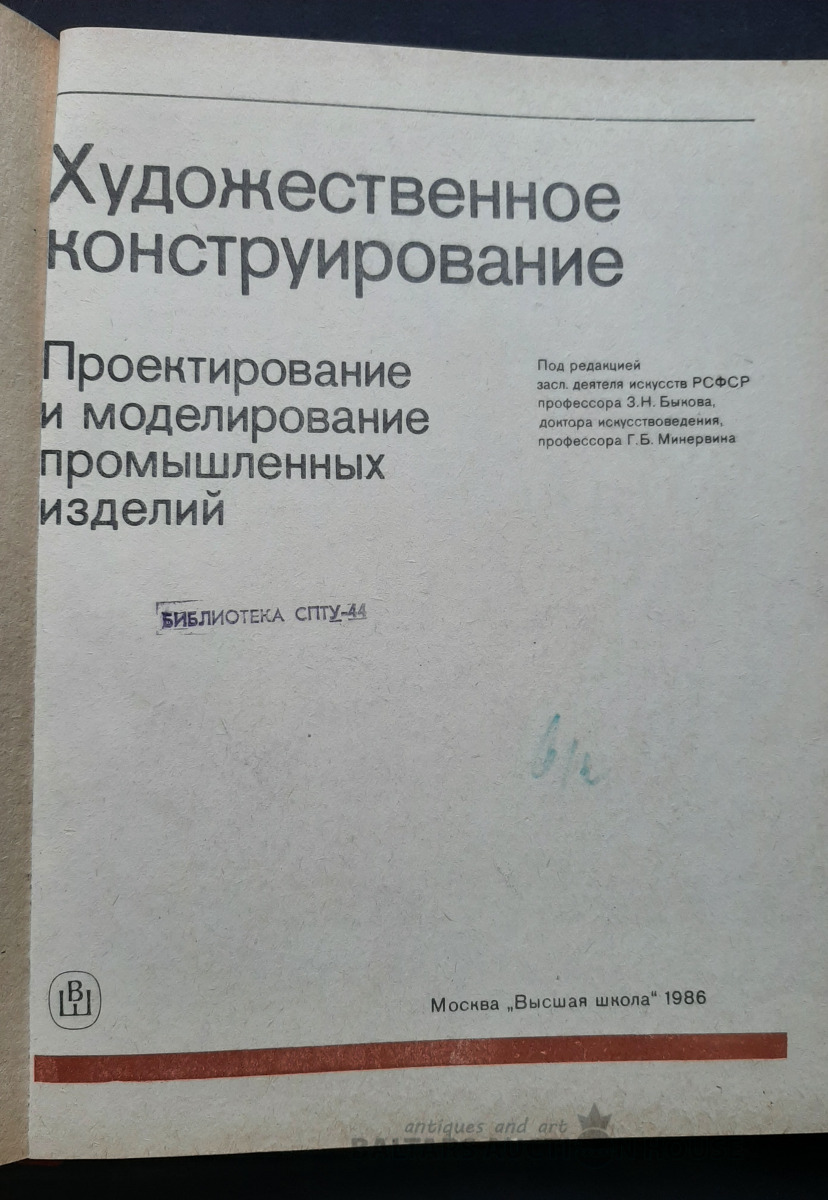 Художественное
конструирование
Проектирование
и моделирование
промышленных
изделий
Под редакцией
засл. деятеля искусств РСФСР
профессора З.Н. Быкова,
доктора искусствоведения,
профессора Г.Б. Минервина
БИБЛИОТЕКА СПТУ-44
ВШ
Москва „Высшая школа“ 1986
antiques and art